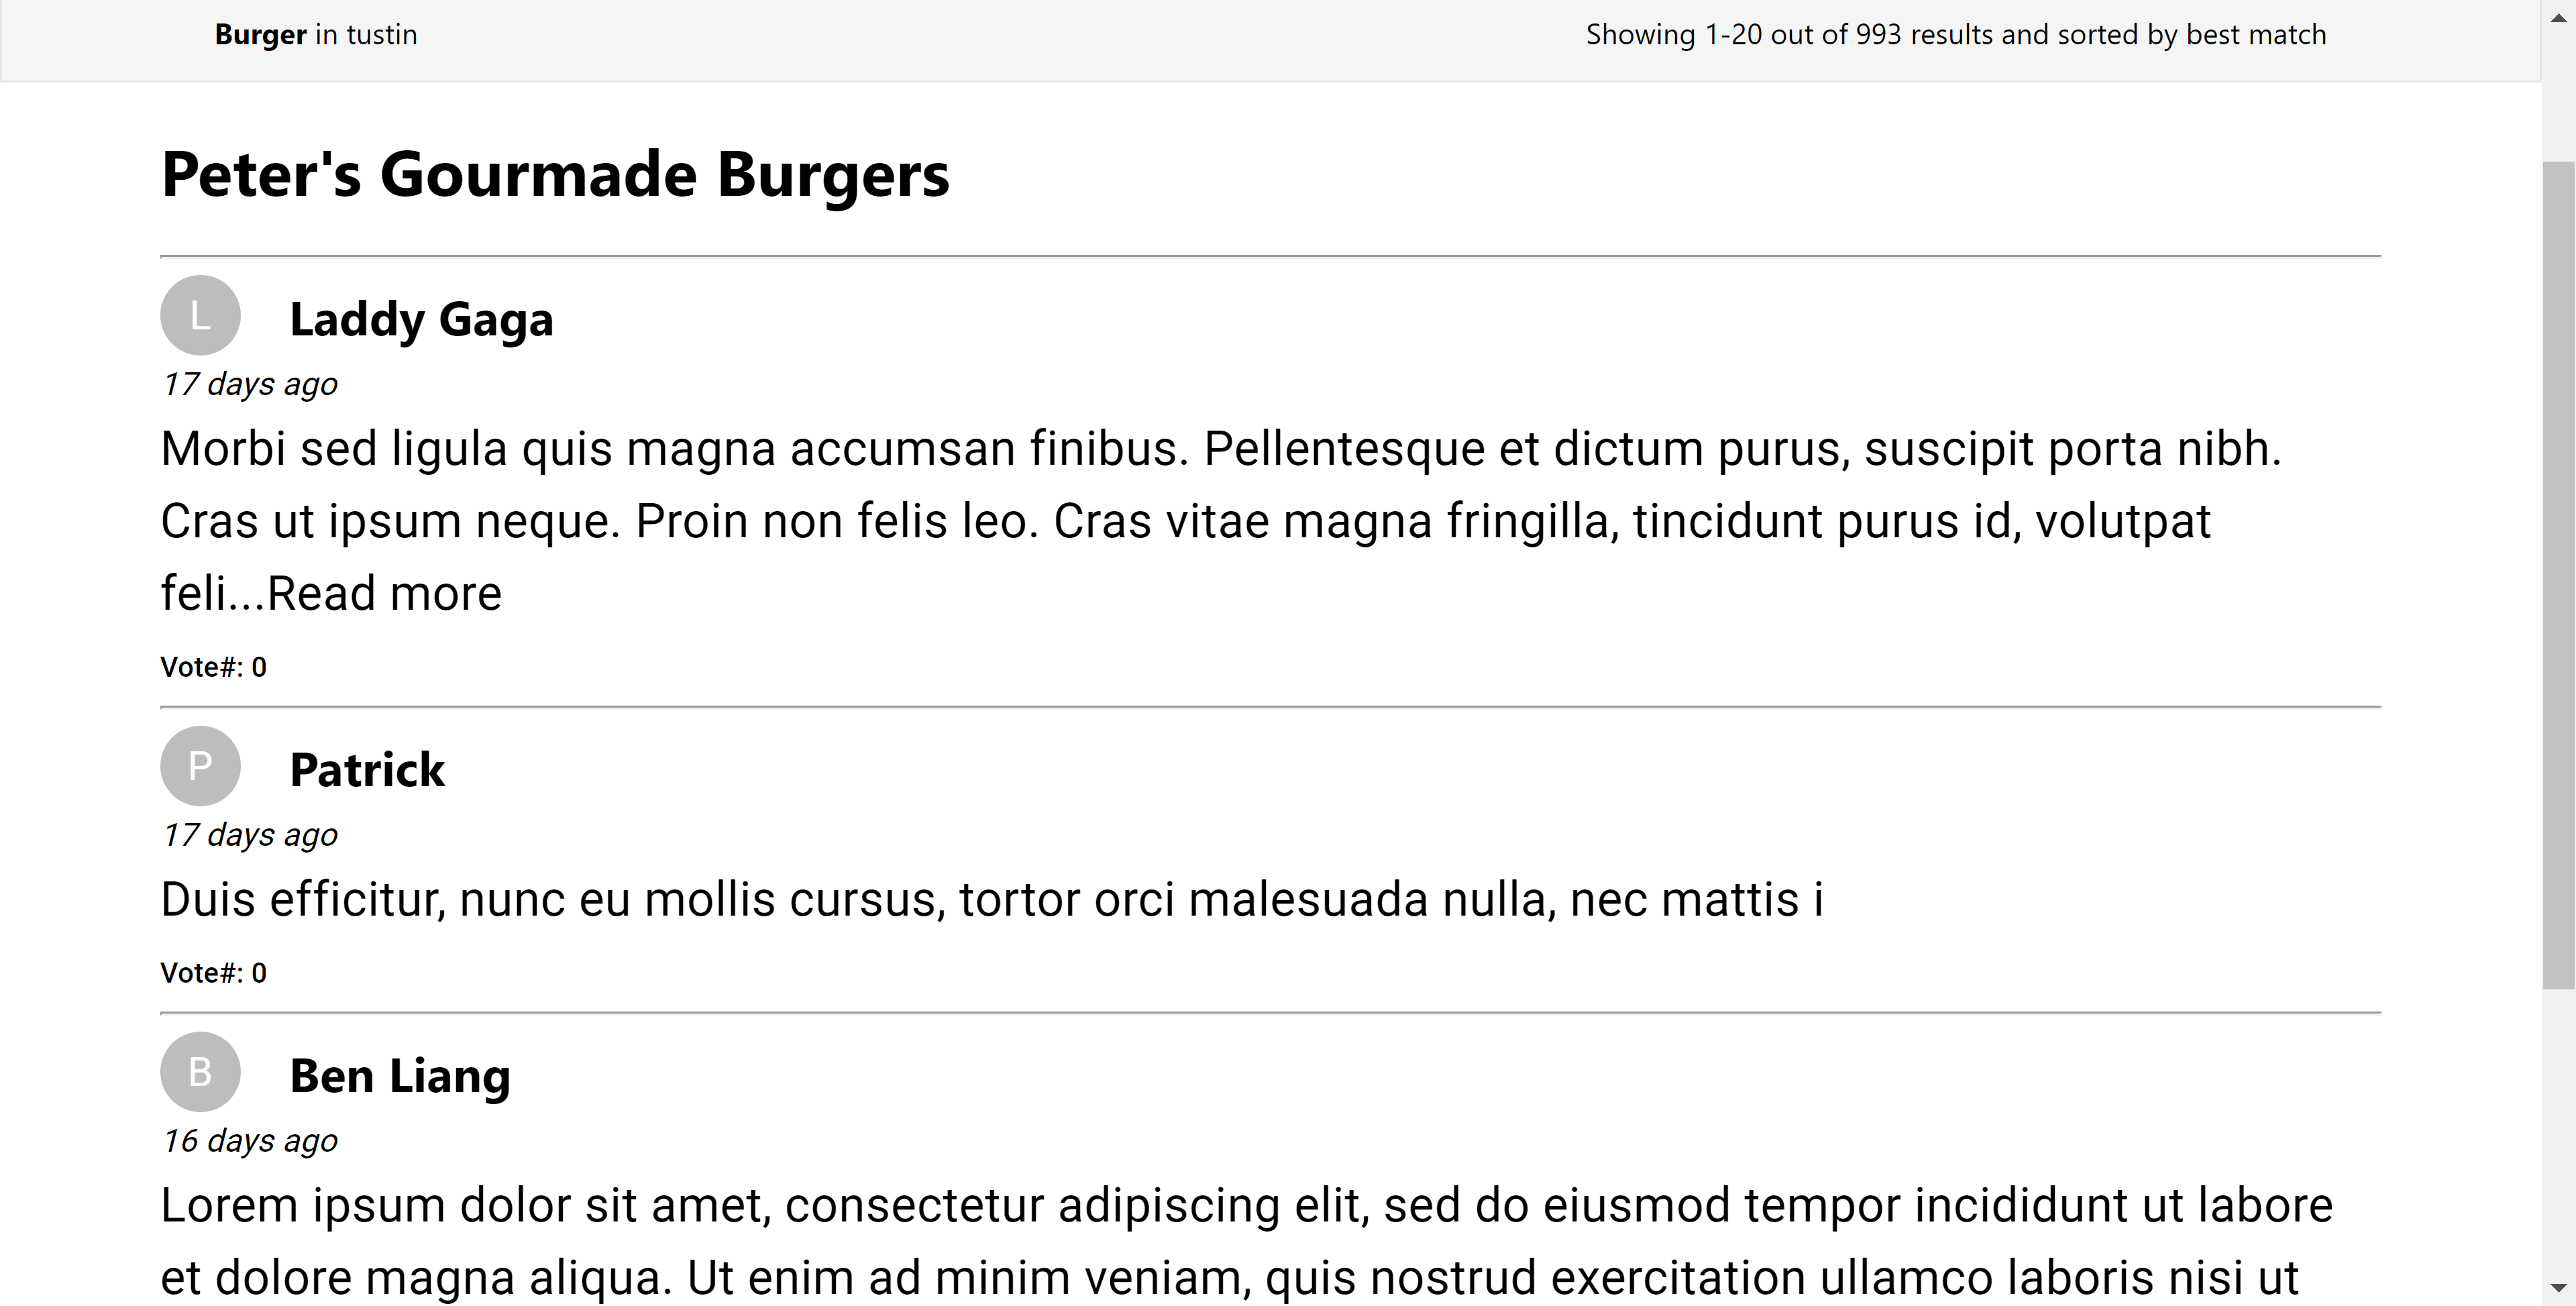 Burger in tustin
Showing 1-20 out of 993 results and sorted by best match
Peter's Gourmade Burgers
L
Laddy Gaga
17 days ago
Morbi sed ligula quis magna accumsan finibus. Pellentesque et dictum purus, suscipit porta nibh.
Cras ut ipsum neque. Proin non felis leo. Cras vitae magna fringilla, tincidunt purus id, volutpat
feli...Read more
Vote#: 0
P
Patrick
17 days ago
Duis efficitur, nunc eu mollis cursus, tortor orci malesuada nulla, nec mattis i
Vote#: 0
B
Ben Liang
16 days ago
Lorem ipsum dolor sit amet, consectetur adipiscing elit, sed do eiusmod tempor incididunt ut labore
et dolore magna aliqua. Ut enim ad minim veniam, quis nostrud exercitation ullamco laboris nisi ut